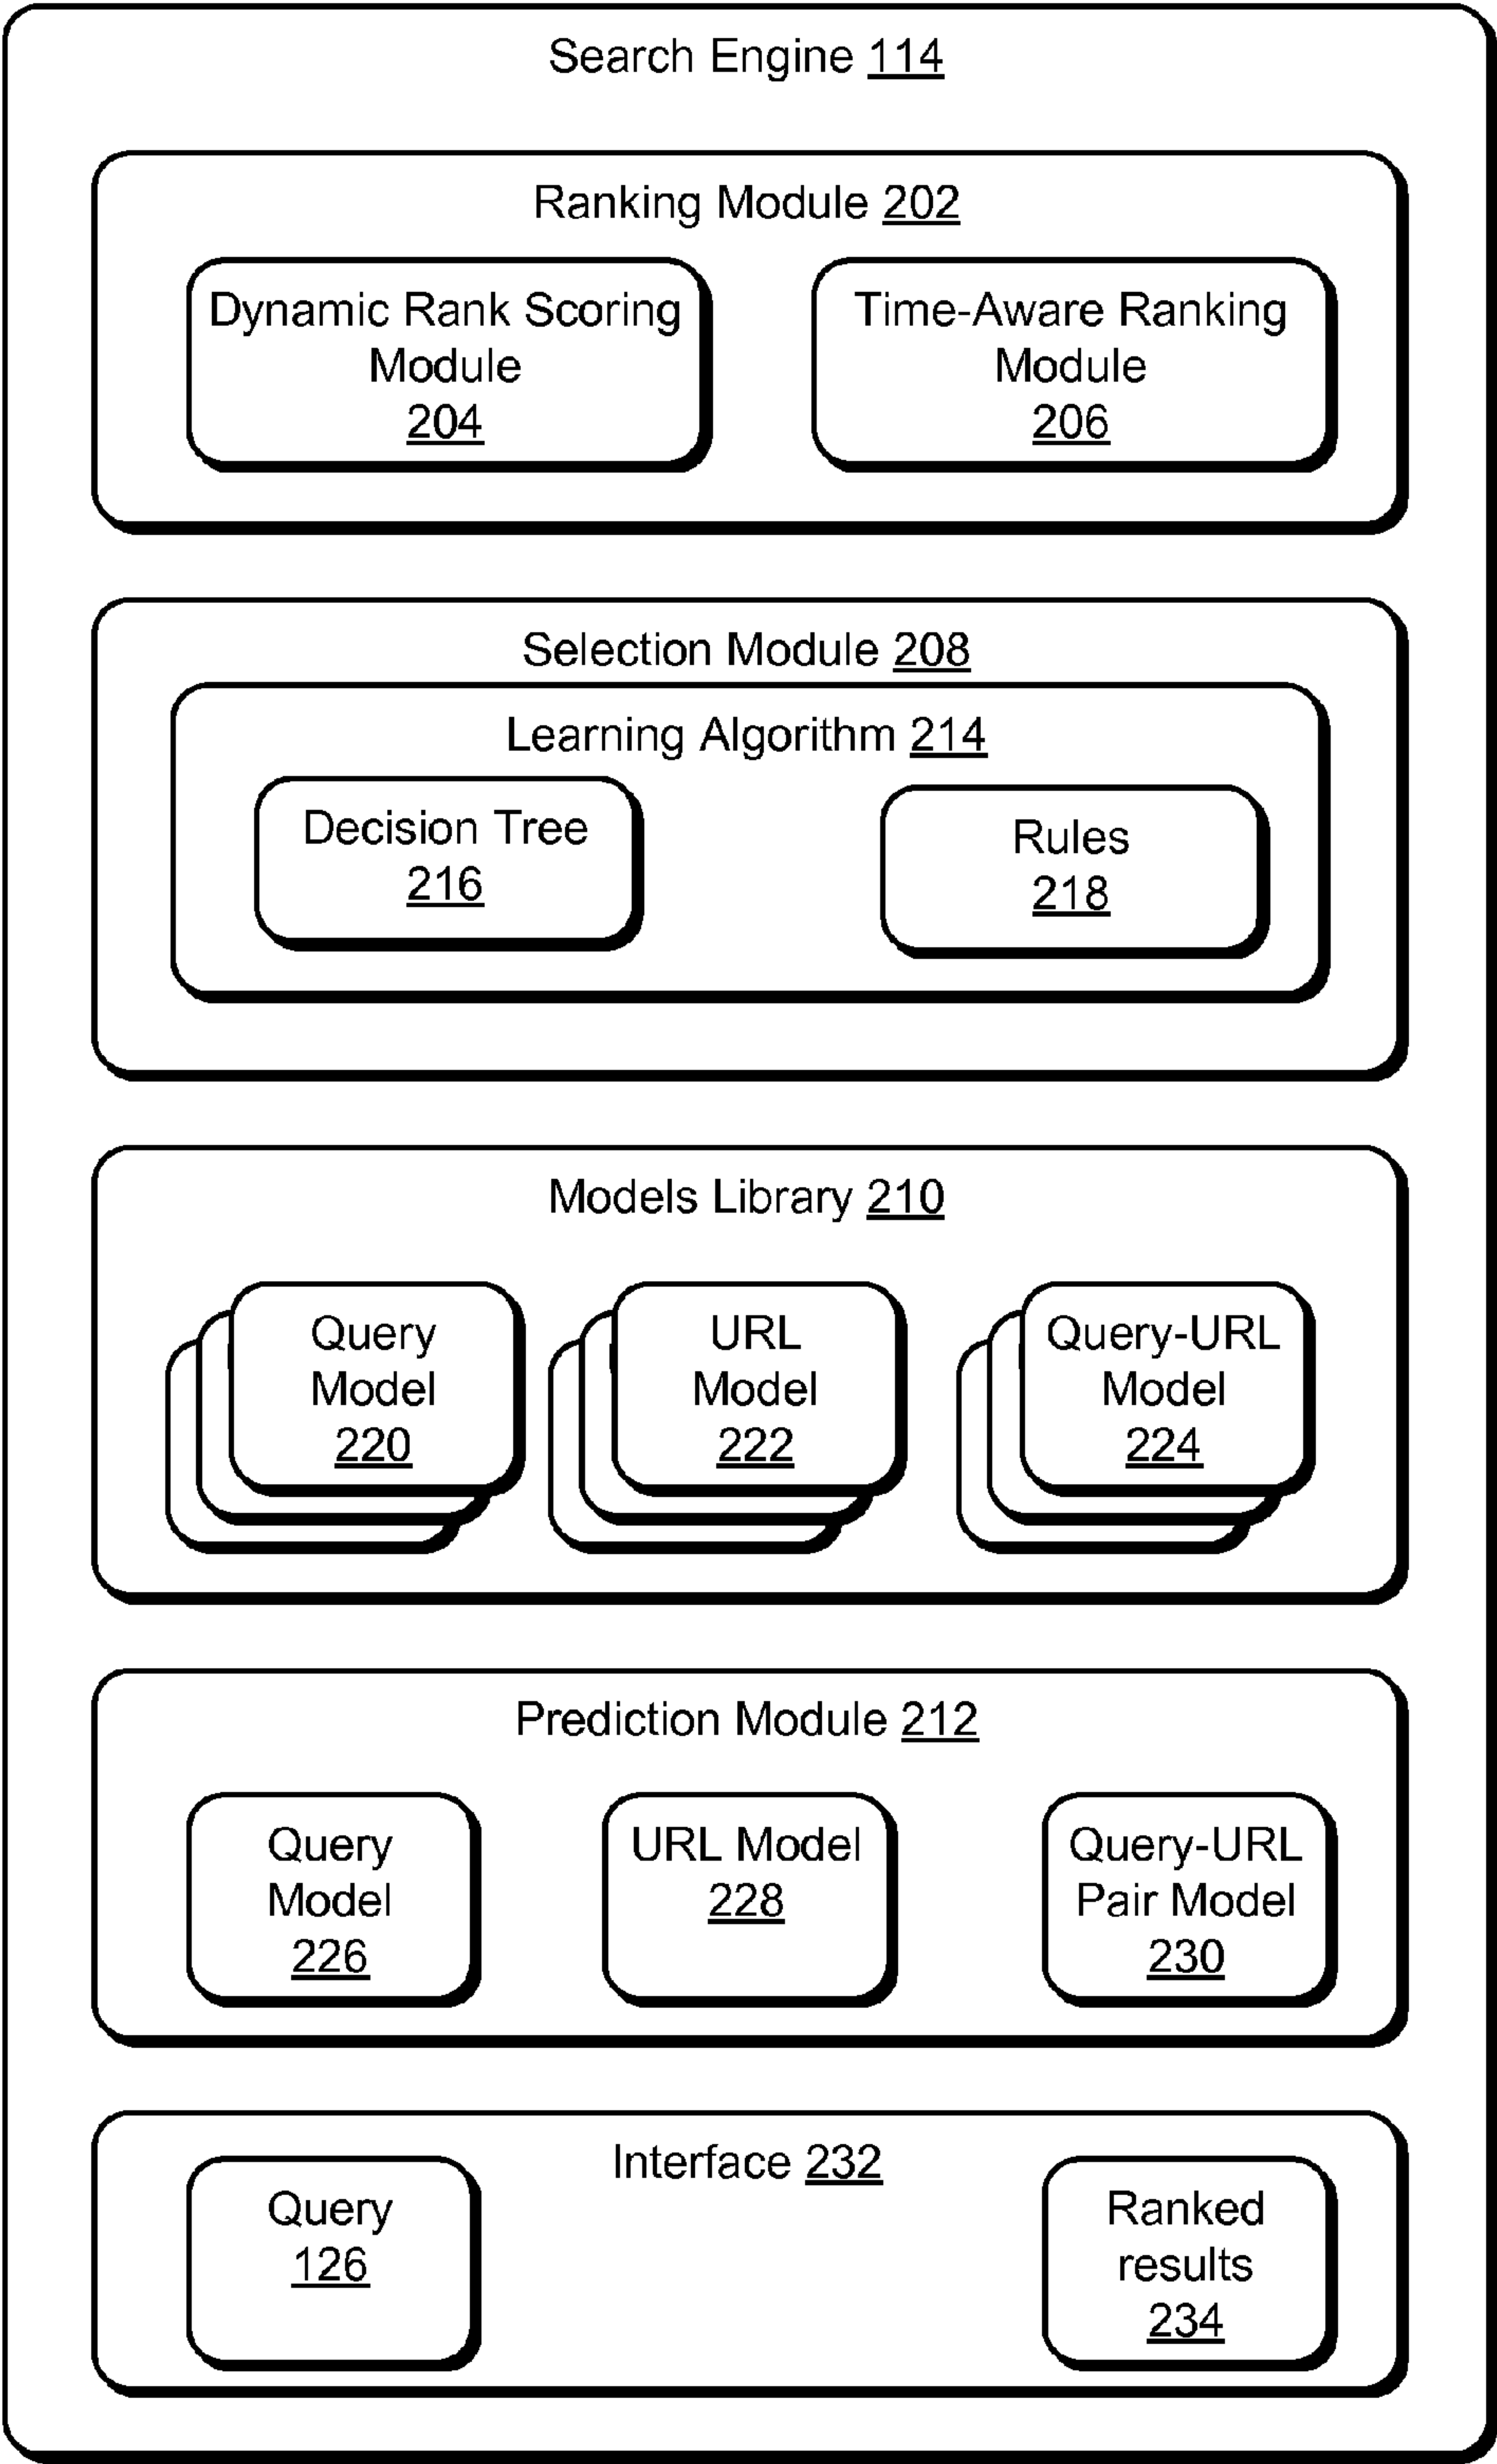 Search Engine 114
Ranking Module 202
Dynamic Rank Scoring
Module
204
Time-Aware Ranking
Module
206
Selection Module 208
Learning Algorithm 214
Decision Tree
216
Rules
218
Models Library 210
Query
Model
220
URL
Model
222
Query-URL
Model
224
Prediction Module 212
Query
Model
226
URL Model
228
Query-URL
Pair Model
230
Interface 232
Query
126
Ranked
results
234